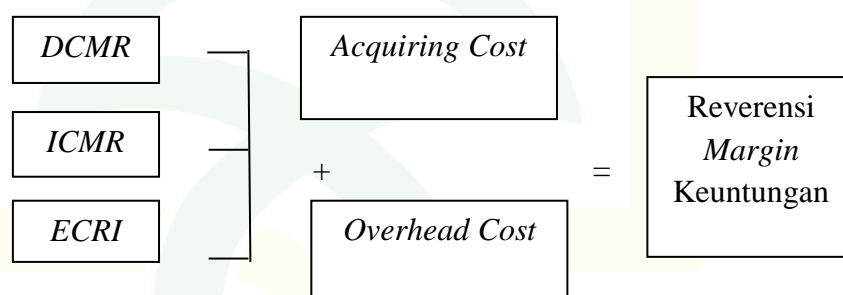 DCMR
Acquiring Cost
ICMR
+
=
Reverensi
Margin
Keuntungan
ECRI
Overhead Cost